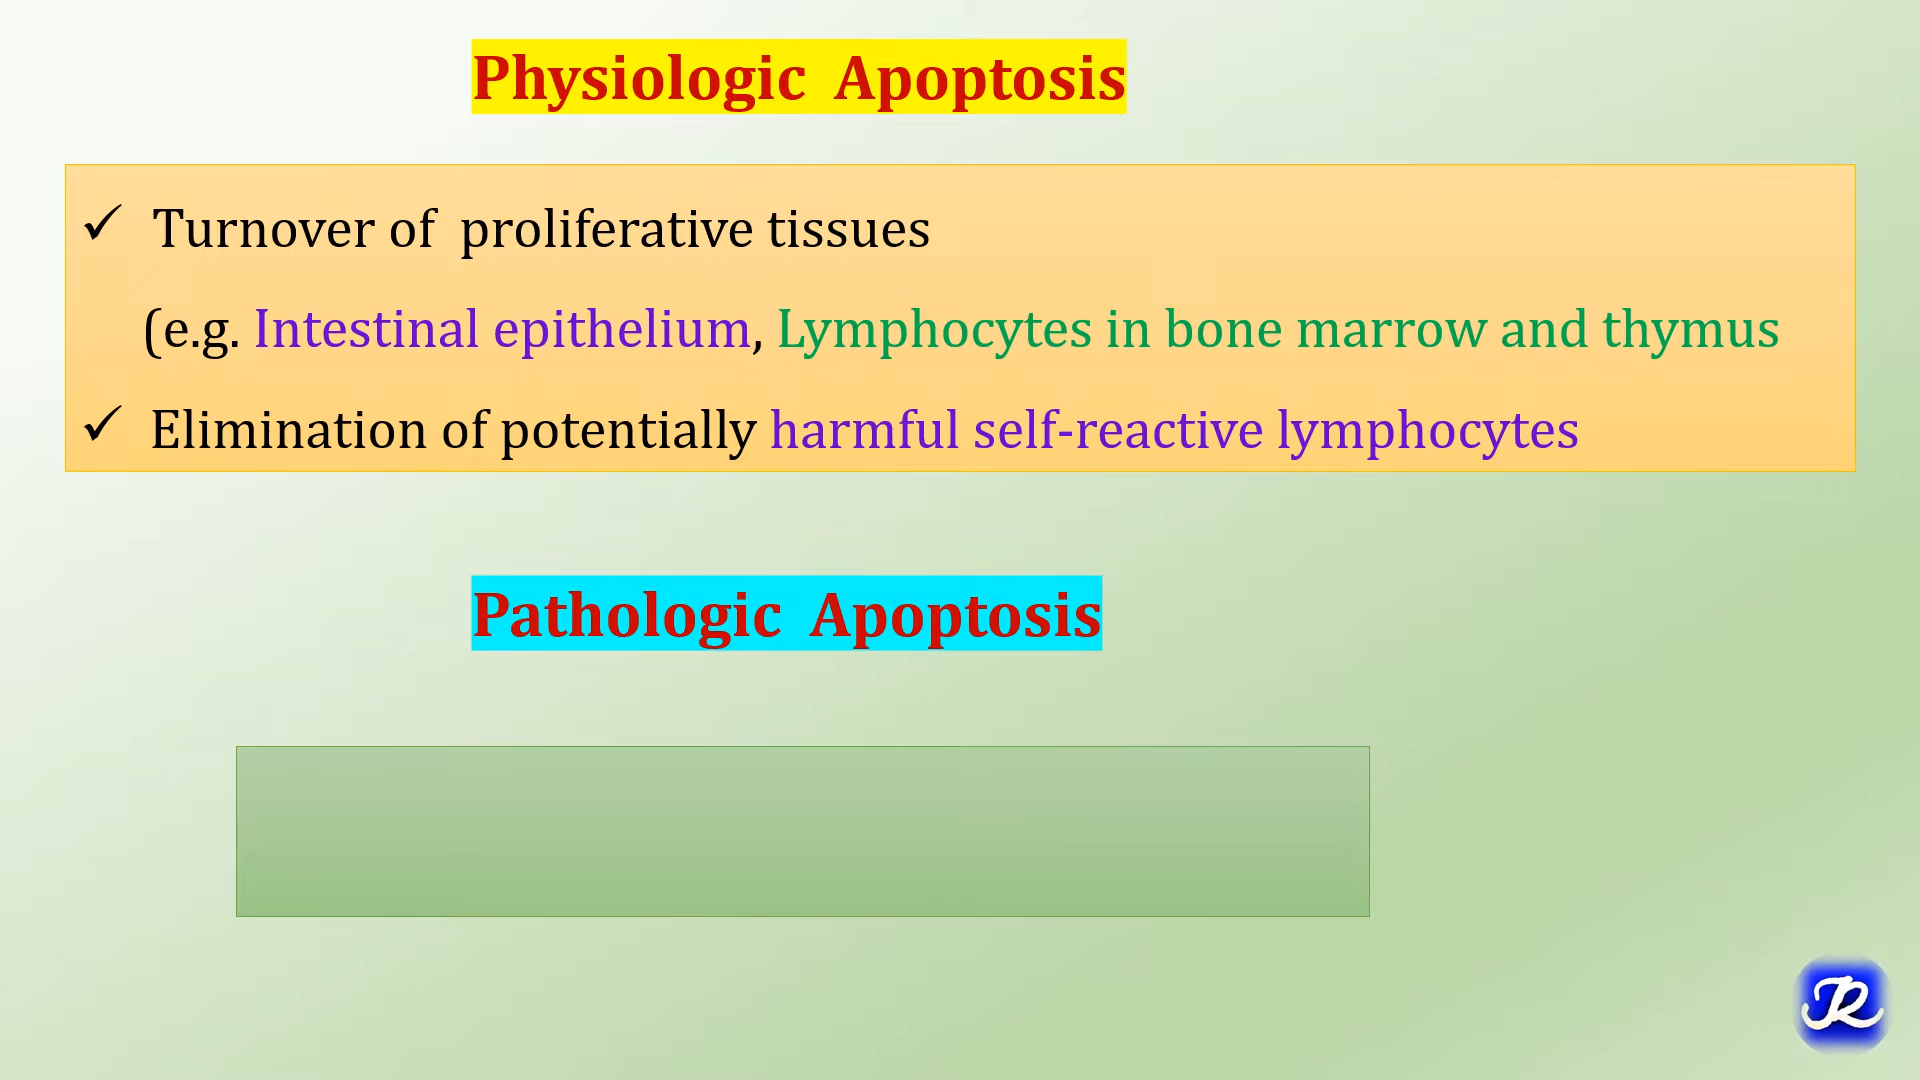 Physiologic Apoptosis
✓ Turnover of proliferative tissues
(e.g. Intestinal epithelium, Lymphocytes in bone marrow and thymus
✓ Elimination of potentially harmful self-reactive lymphocytes
Pathologic Apoptosis
JR